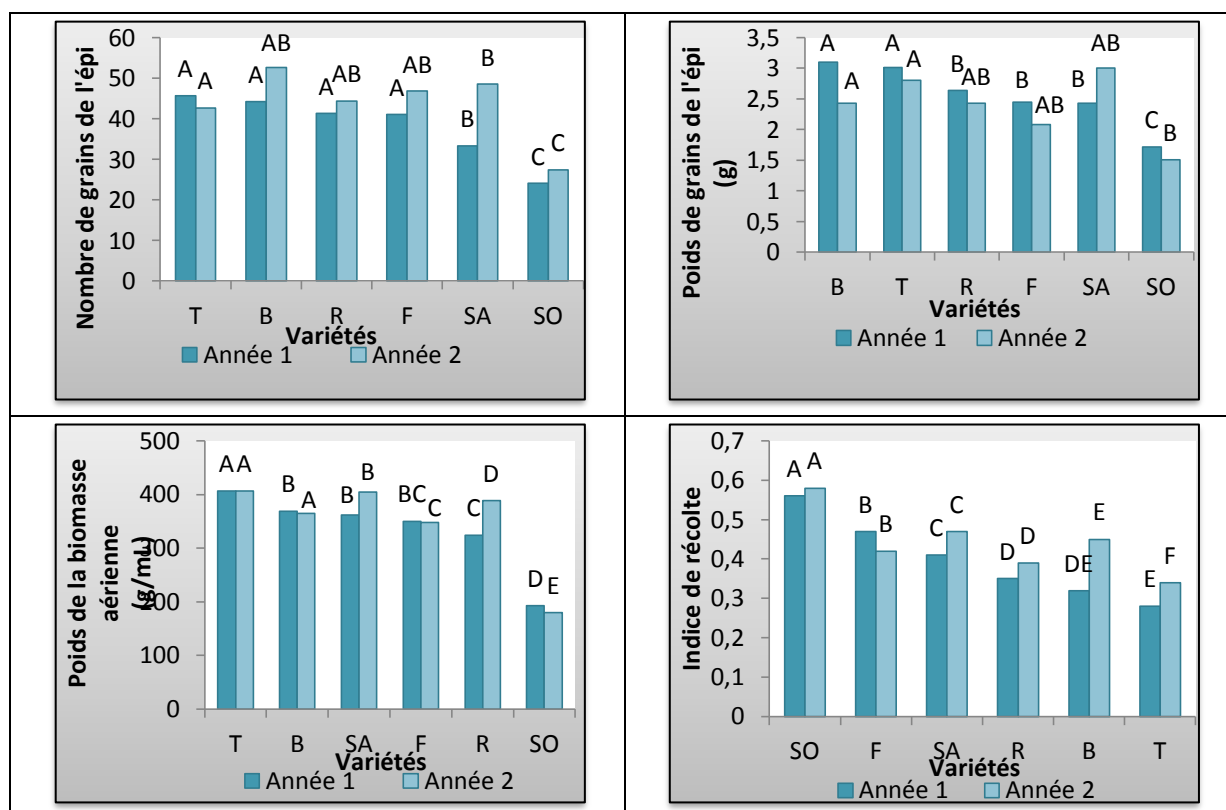 Nombre de grains de l'épi
60
50
40
30
20
10
0
A A A AB A AB A AB B B C C
T B R F SA SO
Variétés
Année 1 Année 2
Poids de grains de l'épi
(g)
3,5
3
2,5
2
1,5
1
0,5
0
A A A A B AB B AB B AB C B
B T R F SA SO
Variétés
Année 1 Année 2
Poids de la biomasse
aérienne
(g/ml)
500
400
300
200
100
0
A A B A B B BC C C D D E
T B SA F R SO
Variétés
Année 1 Année 2
Indice de récolte
0,7
0,6
0,5
0,4
0,3
0,2
0,1
0
A A B B C C D D DE E E F
SO F SA R B T
Variétés
Année 1 Année 2